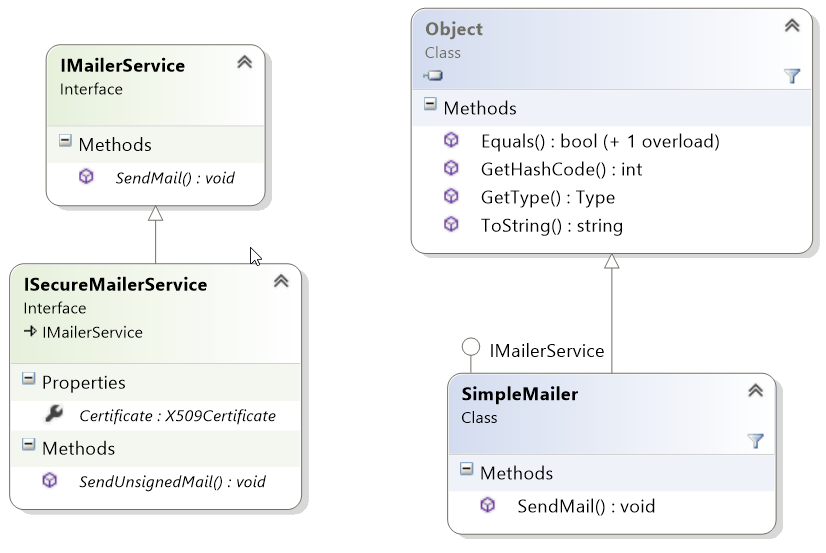 IMailerService
Interface
Methods
SendMail() : void
ISecureMailerService
Interface
IMailerService
Properties
Certificate : X509Certificate
Methods
SendUnsignedMail() : void
Object
Class
Methods
Equals() : bool (+ 1 overload)
GetHashCode() : int
GetType() : Type
ToString() : string
IMailerService
SimpleMailer
Class
Methods
SendMail() : void